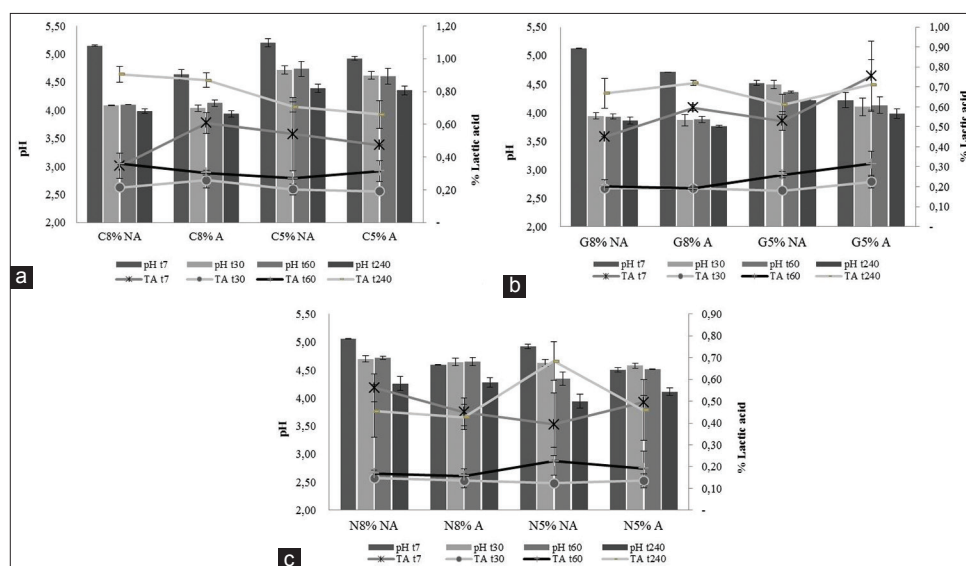 5,50
5,00
4,50
4,00
3,50
3,00
2,50
2,00
pH
1,20
1,00
0,80
0,60
0,40
0,20
-
% Lactic acid
C8% NA C8% A C5% NA C5% A
pH t7 pH t30 pH t60 pH t240
TA t7 TA t30 TA t60 TA t240
a
5,50
5,00
4,50
4,00
3,50
3,00
2,50
2,00
pH
1,00
0,90
0,80
0,70
0,60
0,50
0,40
0,30
0,20
0,10
-
% Lactic acid
G8% NA G8% A G5% NA G5% A
pH t7 pH t30 pH t60 pH t240
TA t7 TA t30 TA t60 TA t240
b
5,50
5,00
4,50
4,00
3,50
3,00
2,50
2,00
pH
0,90
0,80
0,70
0,60
0,50
0,40
0,30
0,20
0,10
-
% Lactic acid
N8% NA N8% A N5% NA N5% A
pH t7 pH t30 pH t60 pH t240
TA t7 TA t30 TA t60 TA t240
c